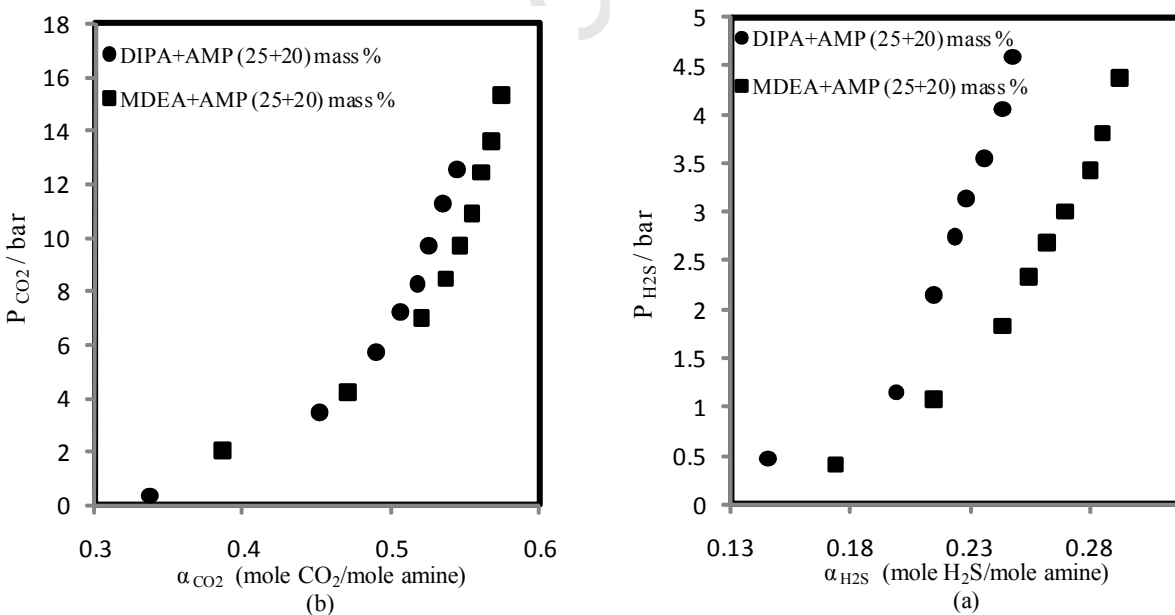 18
16
14
12
10
8
6
4
2
0
P CO2 / bar
DIPA+AMP (25+20) mass %
MDEA+AMP (25+20) mass %
0.3 0.4 0.5 0.6
α CO2 (mole CO2/mole amine)
(b)
5
4.5
4
3.5
3
2.5
2
1.5
1
0.5
0
P H2S / bar
DIPA+AMP (25+20) mass %
MDEA+AMP (25+20) mass %
0.13 0.18 0.23 0.28
α H2S (mole H2S/mole amine)
(a)